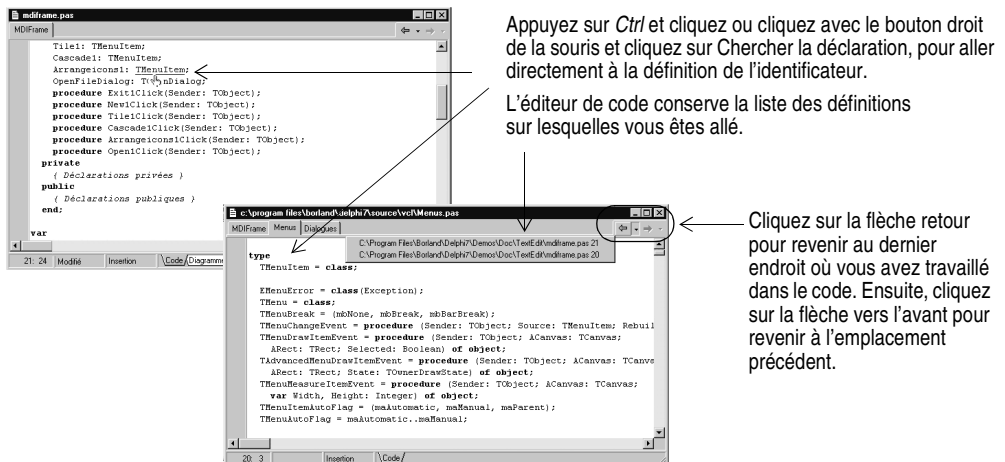 mdiframe.pas
MDIFrame
Tile1: TMenuItem;
Cascade1: TMenuItem;
Arrangeicons1: TMenuItem;
OpenFileDialog: TOpenDialog;
procedure Exit1Click(Sender: TObject);
procedure New1Click(Sender: TObject);
procedure Tile1Click(Sender: TObject);
procedure Cascade1Click(Sender: TObject);
procedure Arrangeicons1Click(Sender: TObject);
procedure Open1Click(Sender: TObject);
private
{ Déclarations privées }
public
{ Déclarations publiques }
end;
var
21: 24 Modifié Insertion \Code/Diagramme
Appuyez sur Ctrl et cliquez ou cliquez avec le bouton droit
de la souris et cliquez sur Chercher la déclaration, pour aller
directement à la définition de l'identificateur.
L'éditeur de code conserve la liste des définitions
sur lesquelles vous êtes allé.
c:\program files\borland\delphi7\source\vcl\Menus.pas
MDIFrame Menus Dialogues
C:\Program Files\Borland\Delphi7\Demos\Doc\TextEdit\mdiframe.pas 21
C:\Program Files\Borland\Delphi7\Demos\Doc\TextEdit\mdiframe.pas 20
type
TMenuItem = class;
EMenuError = class(Exception);
TMenu = class;
TMenuBreak = (mbNone, mbBreak, mbBarBreak);
TMenuChangeEvent = procedure (Sender: TObject; Source: TMenuItem; Rebuil
TMenuDrawItemEvent = procedure (Sender: TObject; ACanvas: TCanvas;
ARect: TRect; Selected: Boolean) of object;
TAdvancedMenuDrawItemEvent = procedure (Sender: TObject; ACanvas: TCanva
ARect: TRect; State: TOwnerDrawState) of object;
TMenuMeasureItemEvent = procedure (Sender: TObject; ACanvas: TCanvas;
var Width, Height: Integer) of object;
TMenuItemAutoFlag = (maAutomatic, maManual, maParent);
TMenuAutoFlag = maAutomatic..maManual;
20: 3 Insertion \Code/
Cliquez sur la flèche retour
pour revenir au dernier
endroit où vous avez travaillé
dans le code. Ensuite, cliquez
sur la flèche vers l'avant pour
revenir à l'emplacement
précédent.